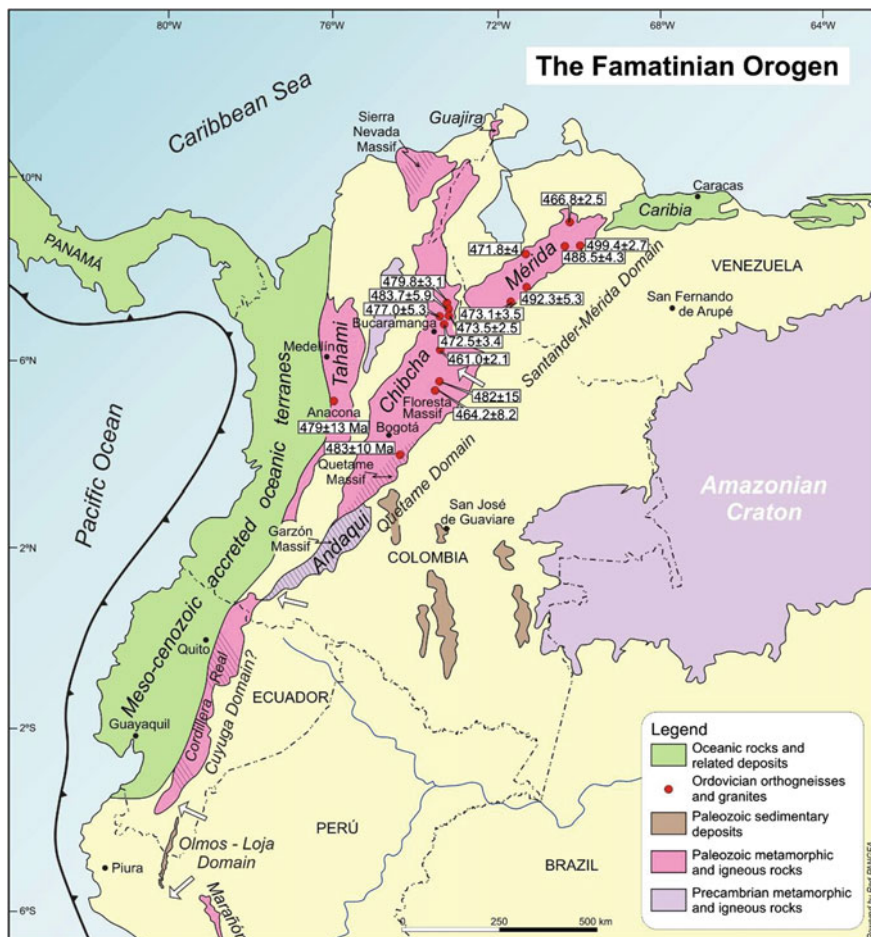 80°W
76°W
72°W
68°W
64°W
The Famatinian Orogen
Caribbean Sea
Guajira
Sierra
Nevada
Massif
10°N
Caracas
Caribia
466.8±2.5
PANAMÁ
471.8±4
499.4±2.7
488.5±4.3
Mérida
VENEZUELA
479.8±3.1
483.7±5.9
477.0±5.3
492.3±5.3
San Fernando
de Arupé
473.1±3.5
473.5±2.5
Bucaramanga
472.5±3.4
Santander-Mérida Domain
Medellín
6°N
Tahami
461.0±2.1
Chibcha
482±15
Floresta
Massif
464.2±8.2
Anacona
479±13 Ma
Bogotá
483±10 Ma
Pacific Ocean
Meso-cenozoic accreted oceanic terranes
Quetame
Massif
Quetame Domain
Amazonian
Craton
San José
de Guaviare
Garzón
Massif
Andaqui
2°N
COLOMBIA
Quito
Cordillera Real
Cuyuga Domain?
ECUADOR
2°S
Guayaquil
Legend
Oceanic rocks and
related deposits
Ordovician orthogneisses
and granites
Paleozoic sedimentary
deposits
Paleozoic metamorphic
and igneous rocks
Precambrian metamorphic
and igneous rocks
PERÚ
Olmos - Loja
Domain
BRAZIL
Piura
Marañón
6°S
0
250
500 km